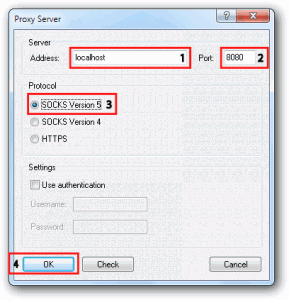 Proxy Server
Server
Address: localhost 1 Port: 8080 2
Protocol
SOCKS Version 5 3
SOCKS Version 4
HTTPS
Settings
Use authentication
Username:
Password:
4 OK Check Cancel